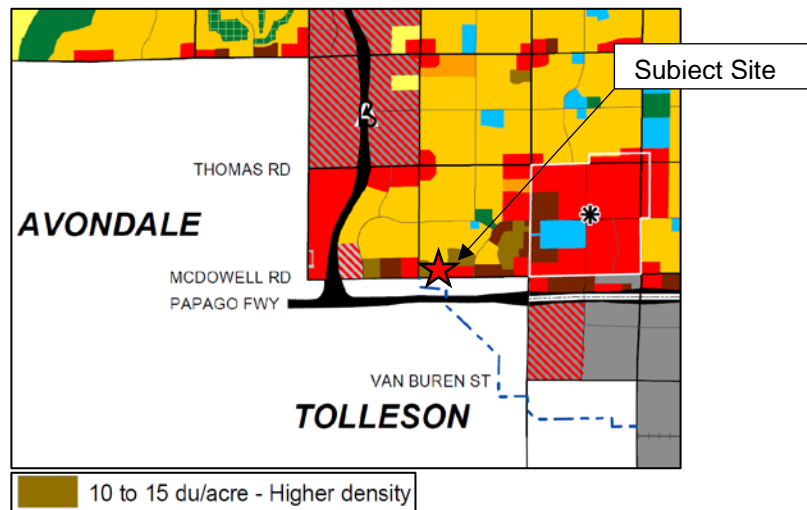 Subject Site
THOMAS RD
AVONDALE
MCDOWELL RD
PAPAGO FWY
VAN BUREN ST
TOLLESON
10 to 15 du/acre - Higher density